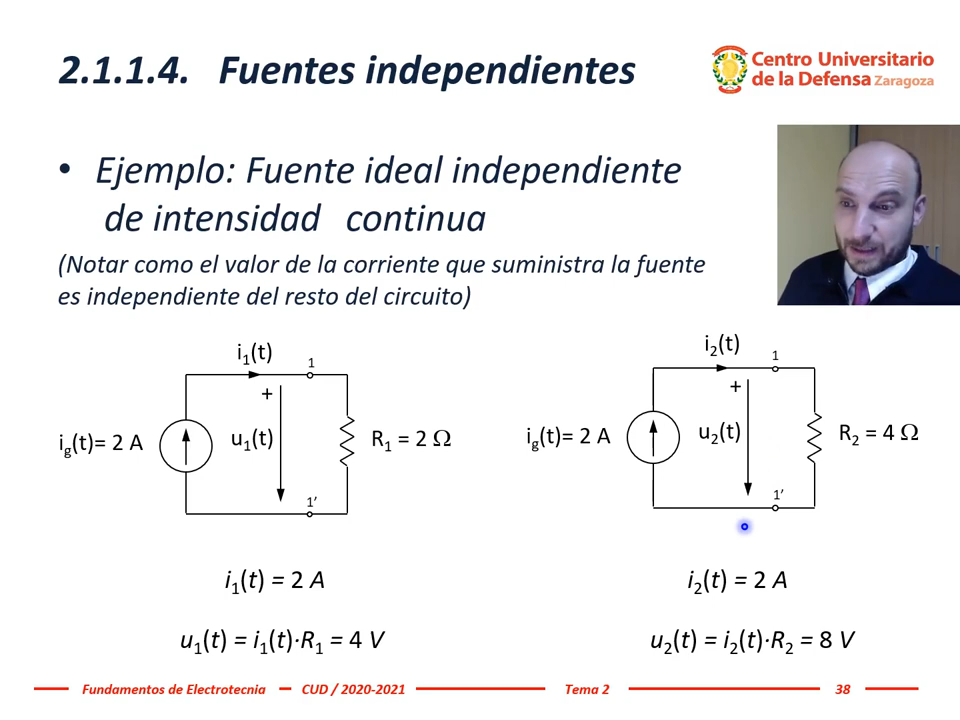 2.1.1.4. Fuentes independientes
Centro Universitario
de la Defensa Zaragoza
• Ejemplo: Fuente ideal independiente
de intensidad continua
(Notar como el valor de la corriente que suministra la fuente
es independiente del resto del circuito)
i1(t)
1
+
ig(t)= 2 A
u1(t)
R1 = 2 Ω
1’
i2(t)
1
+
ig(t)= 2 A
u2(t)
R2 = 4 Ω
1’
i1(t) = 2 A
u1(t) = i1(t)·R1 = 4 V
i2(t) = 2 A
u2(t) = i2(t)·R2 = 8 V
Fundamentos de Electrotecnia
CUD / 2020-2021
Tema 2
38